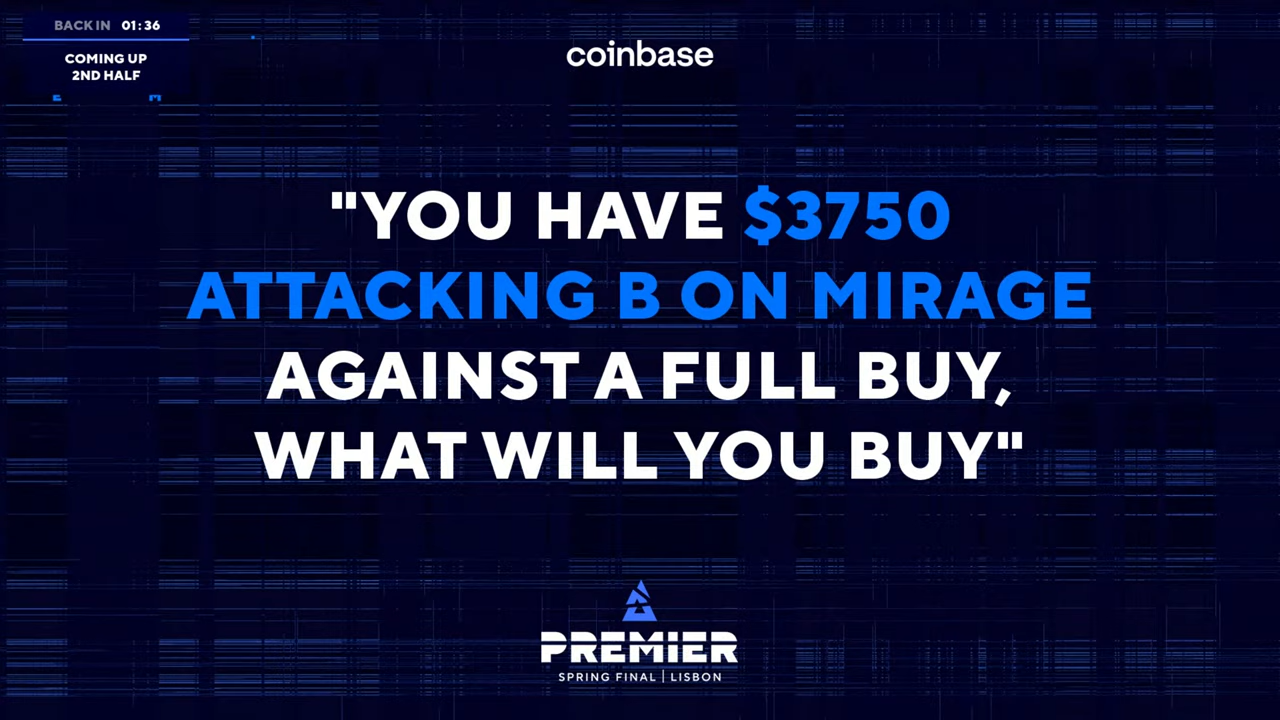 BACK IN 01:36
COMING UP
2ND HALF
coinbase
"YOU HAVE $3750
ATTACKING B ON MIRAGE
AGAINST A FULL BUY,
WHAT WILL YOU BUY"
PREMIER
SPRING FINAL | LISBON